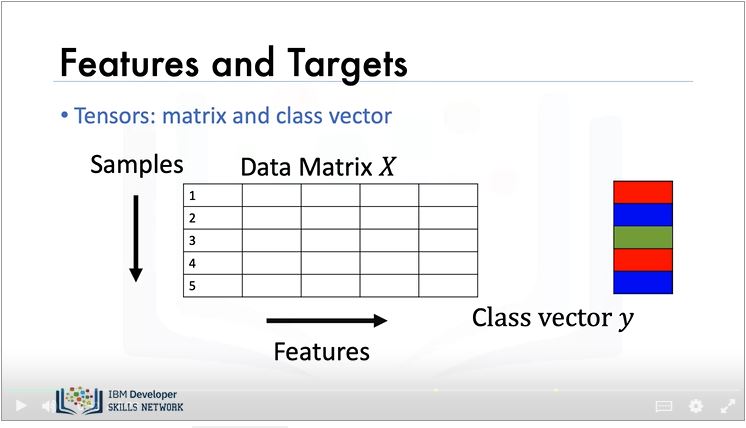 Features and Targets
• Tensors: matrix and class vector
Samples
Data Matrix X
1
2
3
4
5
Class vector y
Features
IBM Developer
SKILLS NETWORK